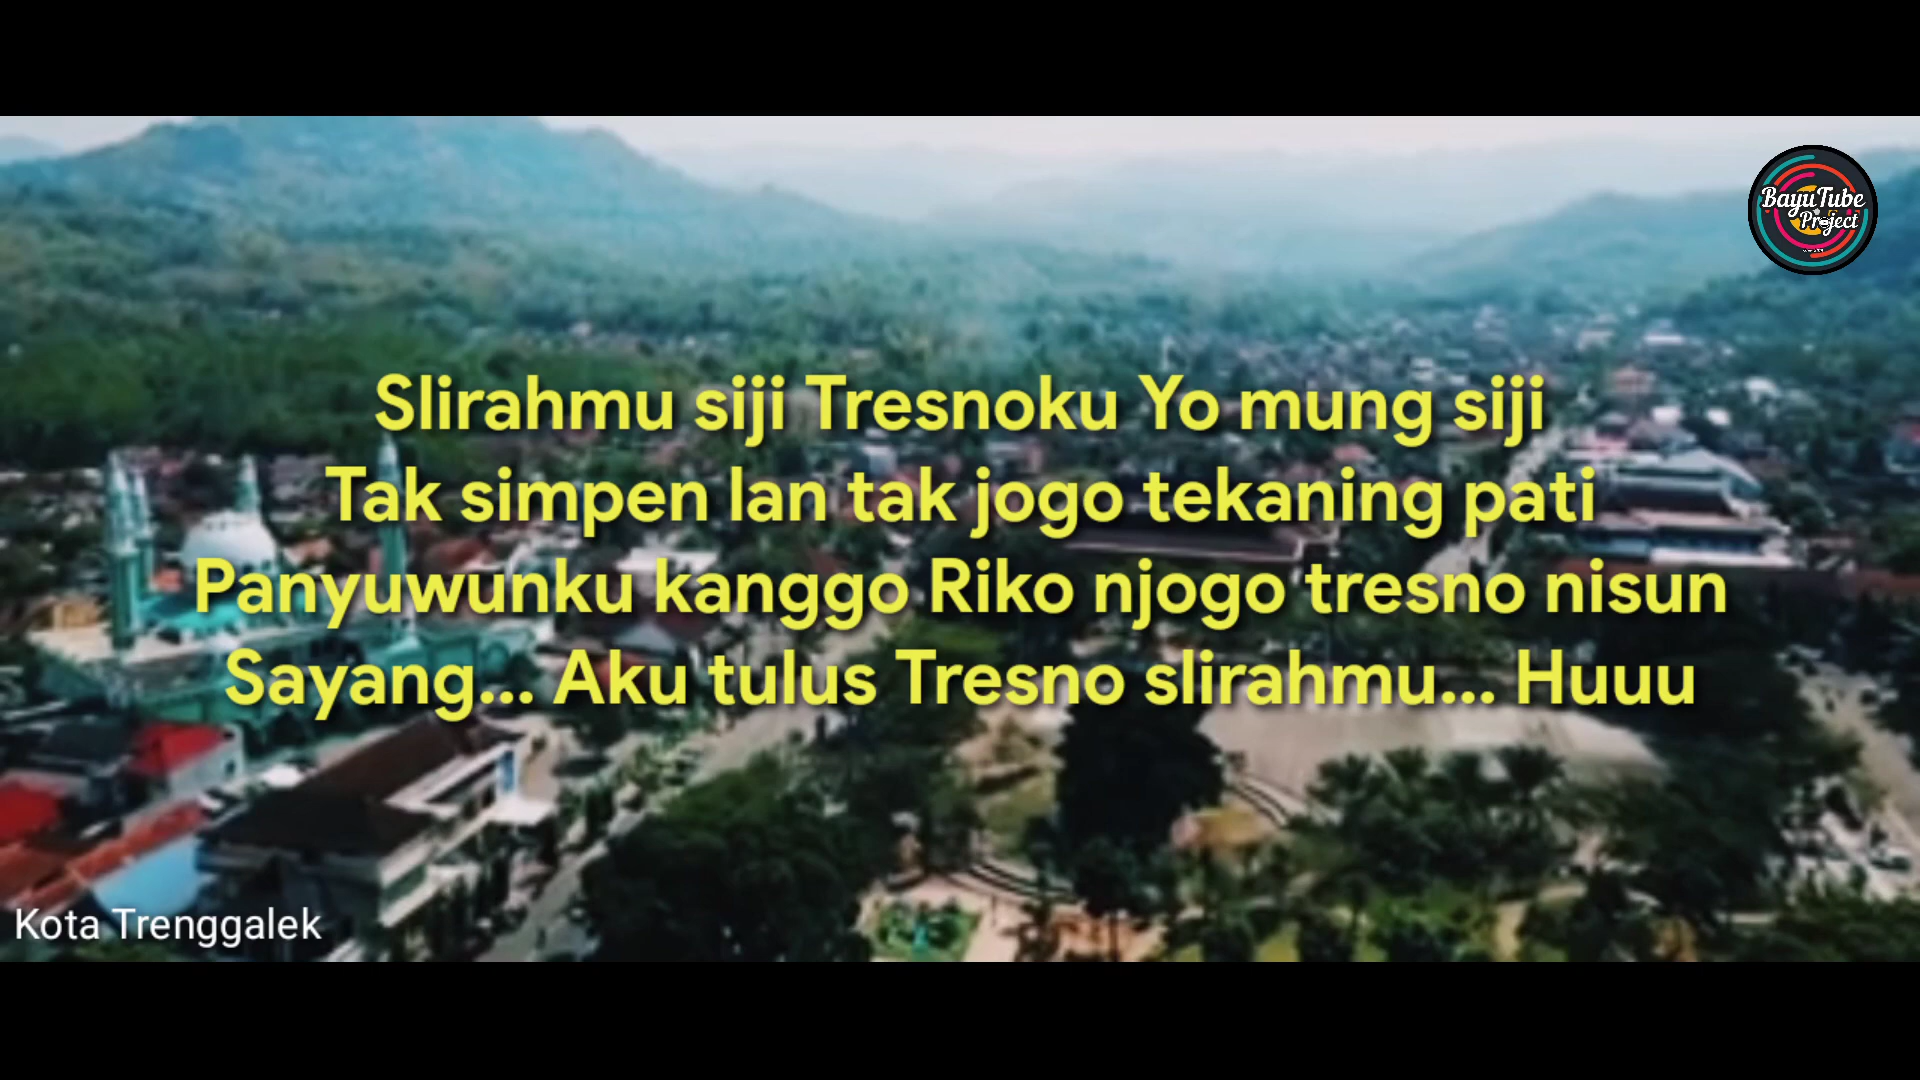 BayuTube
Project
Slirahmu siji Tresnoku Yo mung siji
Tak simpen lan tak jogo tekaning pati
Panyuwunku kanggo Riko njogo tresno nisun
Sayang... Aku tulus Tresno slirahmu... Huuu
Kota Trenggalek